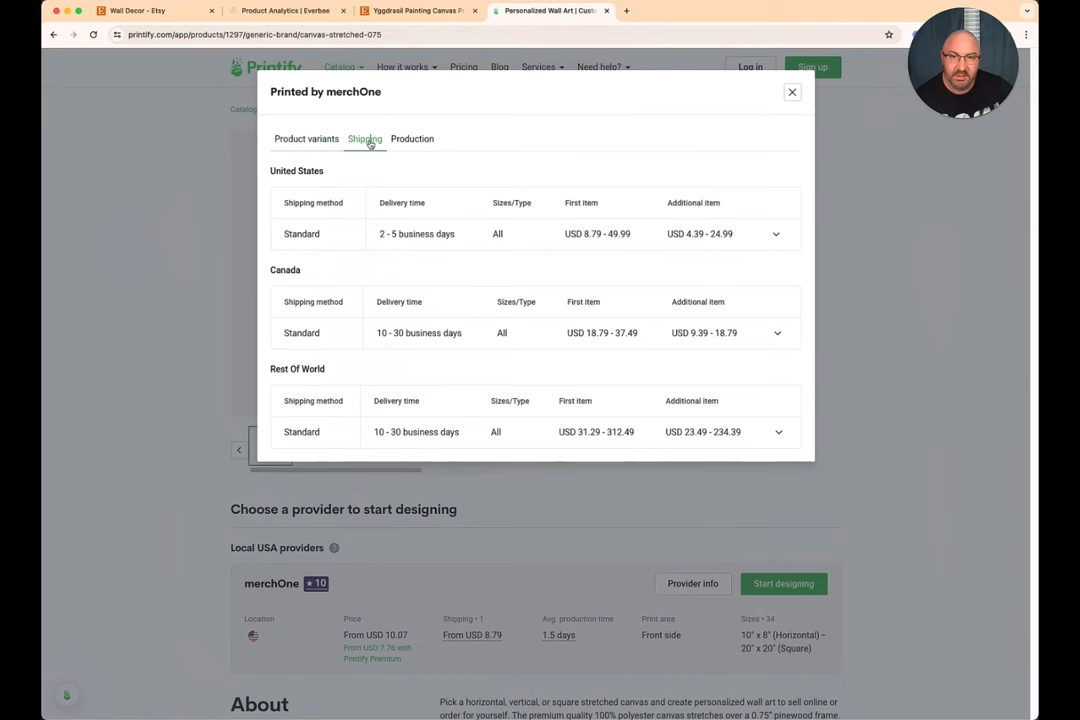 Wall Decor - Etsy
Product Analytics | Everbee
Yggdrasil Painting Canvas P
Personalized Wall Art | Custo
printify.com/app/products/1297/generic-brand/canvas-stretched-075
Printify
Catalog
How it works
Pricing
Blog
Services
Need help?
Log in
Sign up
Catalog
Printed by merchOne
Product variants
Shipping
Production
United States
Shipping method Delivery time Sizes/Type First item Additional item
Standard 2 - 5 business days All USD 8.79 - 49.99 USD 4.39 - 24.99
Canada
Shipping method Delivery time Sizes/Type First item Additional item
Standard 10 - 30 business days All USD 18.79 - 37.49 USD 9.39 - 18.79
Rest Of World
Shipping method Delivery time Sizes/Type First item Additional item
Standard 10 - 30 business days All USD 31.29 - 312.49 USD 23.49 - 234.39
Choose a provider to start designing
Local USA providers ?
merchOne ★ 10
Provider info
Start designing
Location Price Shipping • 1 Avg. production time Print area Sizes • 34
From USD 10.07 From USD 8.79 1.5 days Front side 10" x 8" (Horizontal) –
From USD 7.76 with 20" x 20" (Square)
Printify Premium
About
Pick a horizontal, vertical, or square stretched canvas and create personalized wall art to sell online or
order for yourself. The premium quality 100% polyester canvas stretches over a 0.75" pinewood frame.